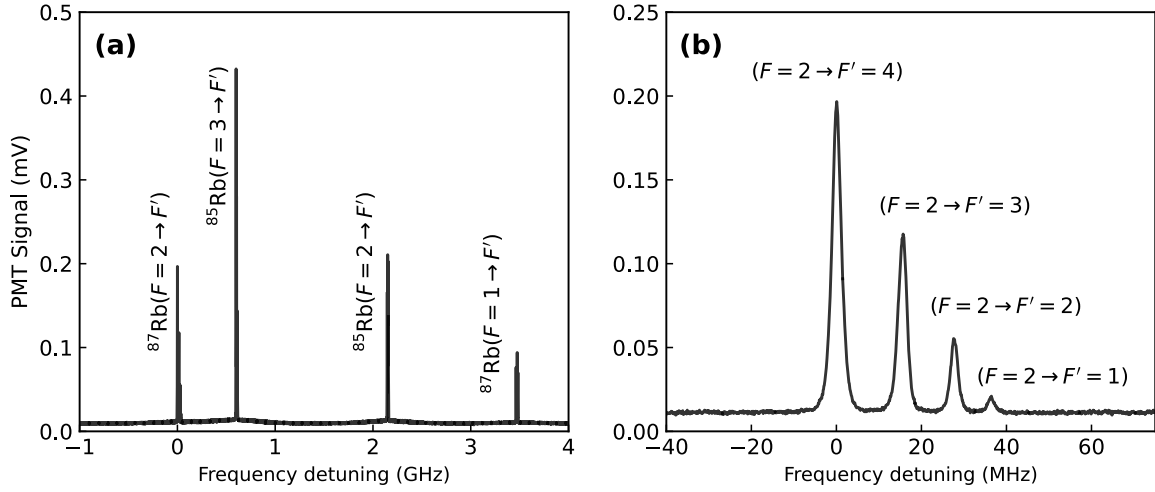 (a)
PMT Signal (mV)
0.5
0.4
0.3
0.2
0.1
0.0
⁸⁷Rb(F = 2 → F′)
⁸⁵Rb(F = 3 → F′)
⁸⁵Rb(F = 2 → F′)
⁸⁷Rb(F = 1 → F′)
−1 0 1 2 3 4
Frequency detuning (GHz)
(b)
0.25
0.20
0.15
0.10
0.05
0.00
(F = 2 → F′ = 4)
(F = 2 → F′ = 3)
(F = 2 → F′ = 2)
(F = 2 → F′ = 1)
−40 −20 0 20 40 60
Frequency detuning (MHz)